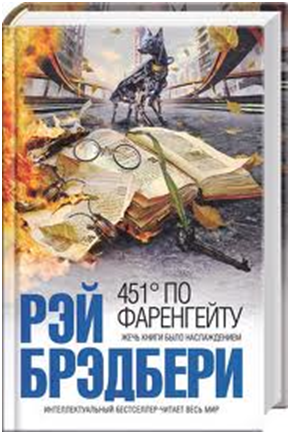 451° ПО
ФАРЕНГЕЙТУ
ЖЕЧЬ КНИГИ БЫЛО НАСЛАЖДЕНИЕМ
РЭЙ
БРЭДБЕРИ
ИНТЕЛЛЕКТУАЛЬНЫЙ БЕСТСЕЛЛЕР-ЧИТАЕТ ВЕСЬ МИР